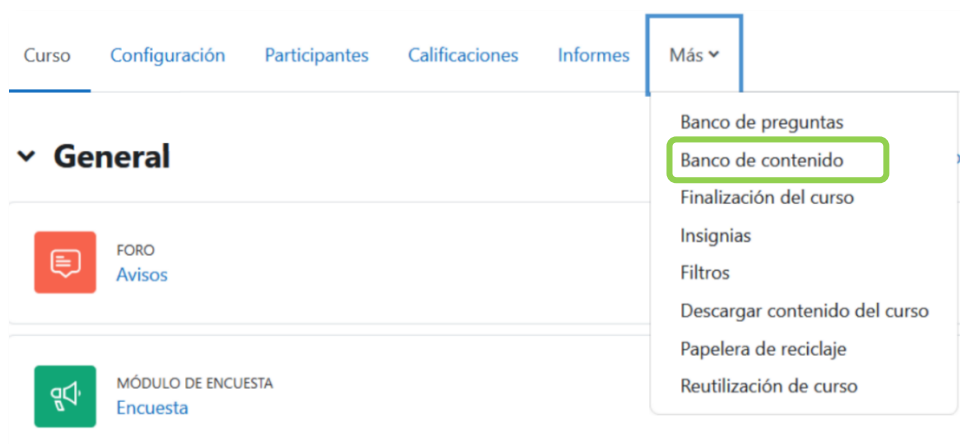 Curso Configuración Participantes Calificaciones Informes Más
Banco de preguntas
General
Banco de contenido
Finalización del curso
Insignias
FORO
Avisos
Filtros
Descargar contenido del curso
Papelera de reciclaje
MÓDULO DE ENCUESTA
Reutilización de curso
Encuesta